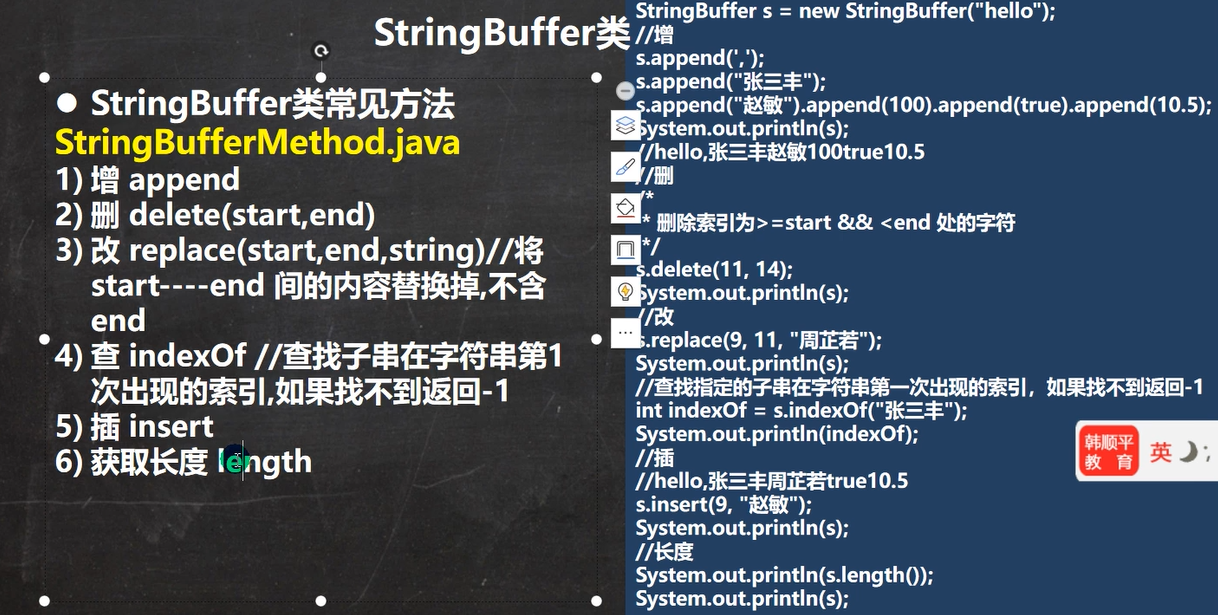 StringBuffer类
StringBuffer类常见方法
StringBufferMethod.java
1) 增 append
2) 删 delete(start,end)
3) 改 replace(start,end,string)//将
start----end 间的内容替换掉,不含
end
4) 查 indexOf //查找子串在字符串第1
次出现的索引,如果找不到返回-1
5) 插 insert
6) 获取长度 length
StringBuffer s = new StringBuffer("hello");
//增
s.append(',');
s.append("张三丰");
s.append("赵敏").append(100).append(true).append(10.5);
System.out.println(s);
//hello,张三丰赵敏100true10.5
//删
/*
* 删除索引为>=start && <end 处的字符
*/
s.delete(11, 14);
System.out.println(s);
//改
s.replace(9, 11, "周芷若");
System.out.println(s);
//查找指定的子串在字符串第一次出现的索引，如果找不到返回-1
int indexOf = s.indexOf("张三丰");
System.out.println(indexOf);
//插
//hello,张三丰周芷若true10.5
s.insert(9, "赵敏");
System.out.println(s);
//长度
System.out.println(s.length());
System.out.println(s);
韩顺平
教 育
英